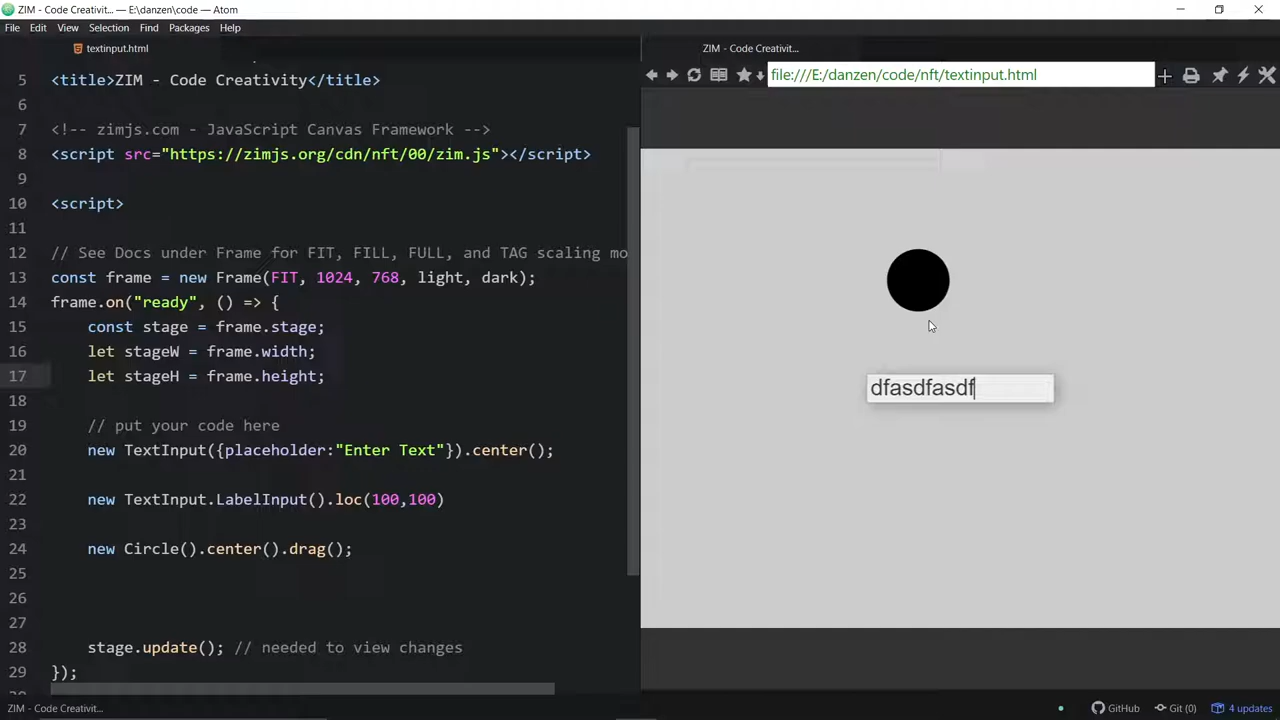 ZIM - Code Creativit... — E:\danzen\code — Atom
File Edit View Selection Find Packages Help
textinput.html
ZIM - Code Creativit...
file:///E:/danzen/code/nft/textinput.html
5 <title>ZIM - Code Creativity</title>
6
7 <!-- zimjs.com - JavaScript Canvas Framework -->
8 <script src="https://zimjs.org/cdn/nft/00/zim.js"></script>
9
10 <script>
11
12 // See Docs under Frame for FIT, FILL, FULL, and TAG scaling mo
13 const frame = new Frame(FIT, 1024, 768, light, dark);
14 frame.on("ready", () => {
15 const stage = frame.stage;
16 let stageW = frame.width;
17 let stageH = frame.height;
18
19 // put your code here
20 new TextInput({placeholder:"Enter Text"}).center();
21
22 new TextInput.LabelInput().loc(100,100)
23
24 new Circle().center().drag();
25
26
27
28 stage.update(); // needed to view changes
29 });
dfasdfasdf
ZIM - Code Creativit...
GitHub
Git (0)
4 updates